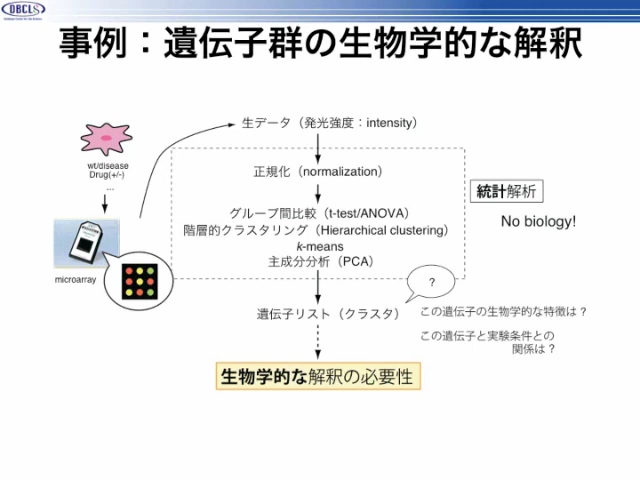 DBCLS
事例：遺伝子群の生物学的な解釈
生データ（発光強度：intensity）
wt/disease
Drug(+/-)
...
正規化（normalization）
統計解析
No biology!
グループ間比較（t-test/ANOVA）
階層的クラスタリング（Hierarchical clustering）
k-means
主成分分析（PCA）
microarray
?
遺伝子リスト（クラスタ）
この遺伝子の生物学的な特徴は？
この遺伝子と実験条件との
関係は？
生物学的な解釈の必要性